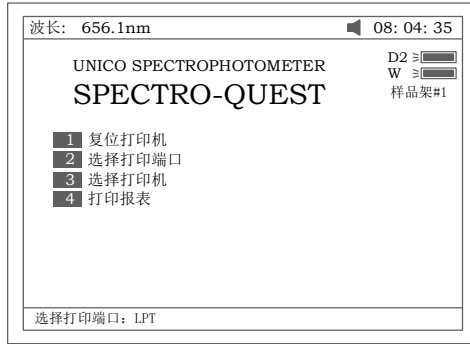 波长: 656.1nm 08: 04: 35
UNICO SPECTROPHOTOMETER
SPECTRO-QUEST
D2
W
样品架#1
1 复位打印机
2 选择打印端口
3 选择打印机
4 打印报表
选择打印端口: LPT